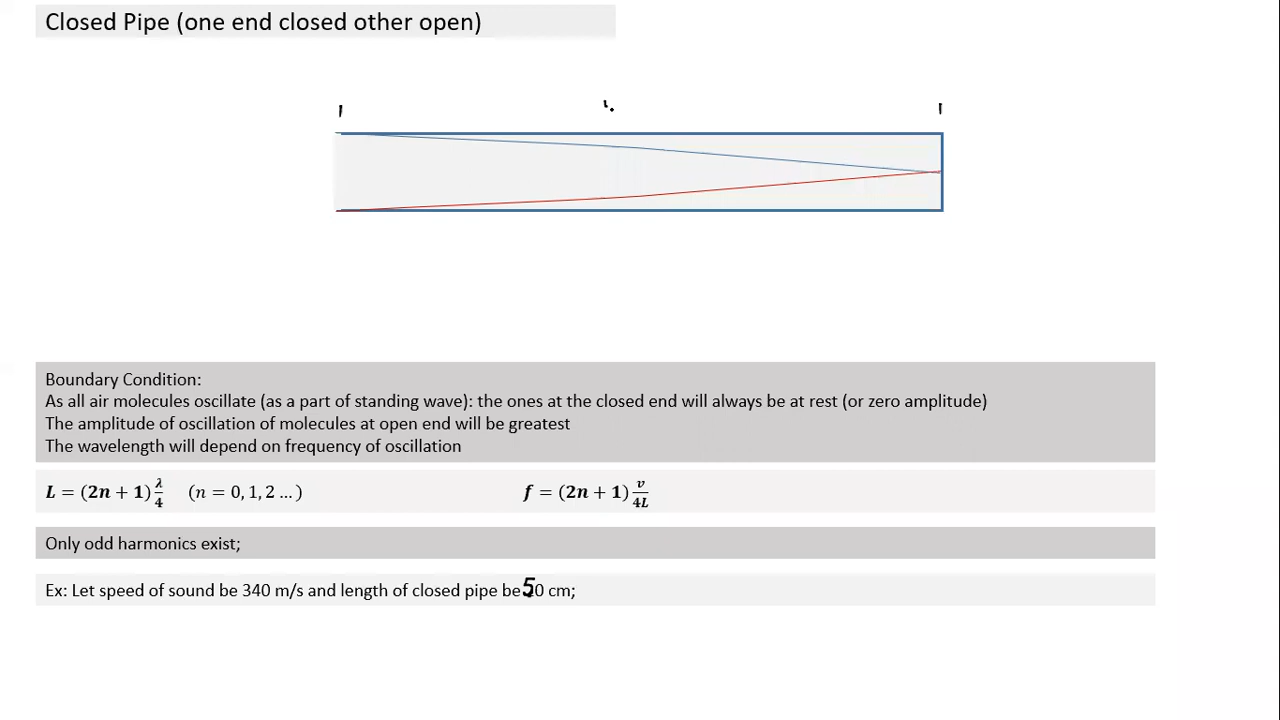 Closed Pipe (one end closed other open)
Boundary Condition:
As all air molecules oscillate (as a part of standing wave): the ones at the closed end will always be at rest (or zero amplitude)
The amplitude of oscillation of molecules at open end will be greatest
The wavelength will depend on frequency of oscillation
L = (2n + 1) λ/4 (n = 0, 1, 2 ...) f = (2n + 1) v/4L
Only odd harmonics exist;
Ex: Let speed of sound be 340 m/s and length of closed pipe be 50 cm;